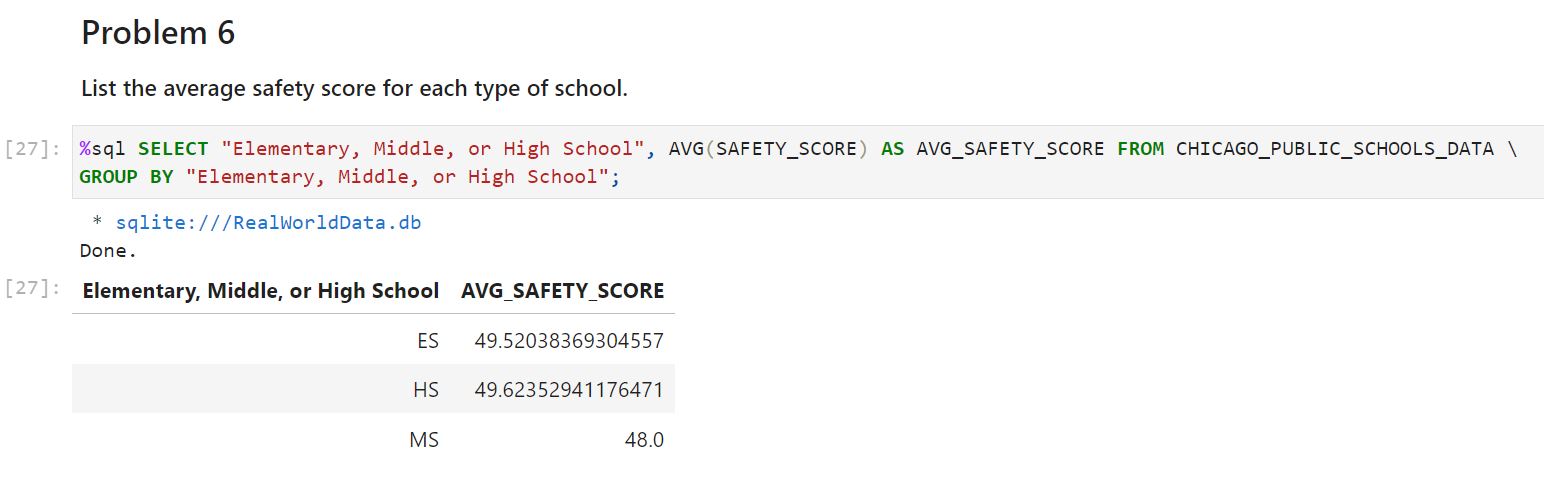 Problem 6
List the average safety score for each type of school.
[27]: %sql SELECT "Elementary, Middle, or High School", AVG(SAFETY_SCORE) AS AVG_SAFETY_SCORE FROM CHICAGO_PUBLIC_SCHOOLS_DATA \
GROUP BY "Elementary, Middle, or High School";
* sqlite:///RealWorldData.db
Done.
[27]: Elementary, Middle, or High School AVG_SAFETY_SCORE
ES 49.52038369304557
HS 49.62352941176471
MS 48.0